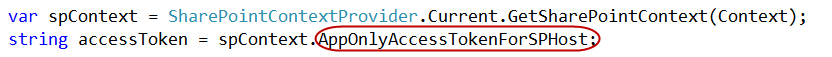 var spContext = SharePointContextProvider.Current.GetSharePointContext(Context);
string accessToken = spContext.AppOnlyAccessTokenForSPHost;